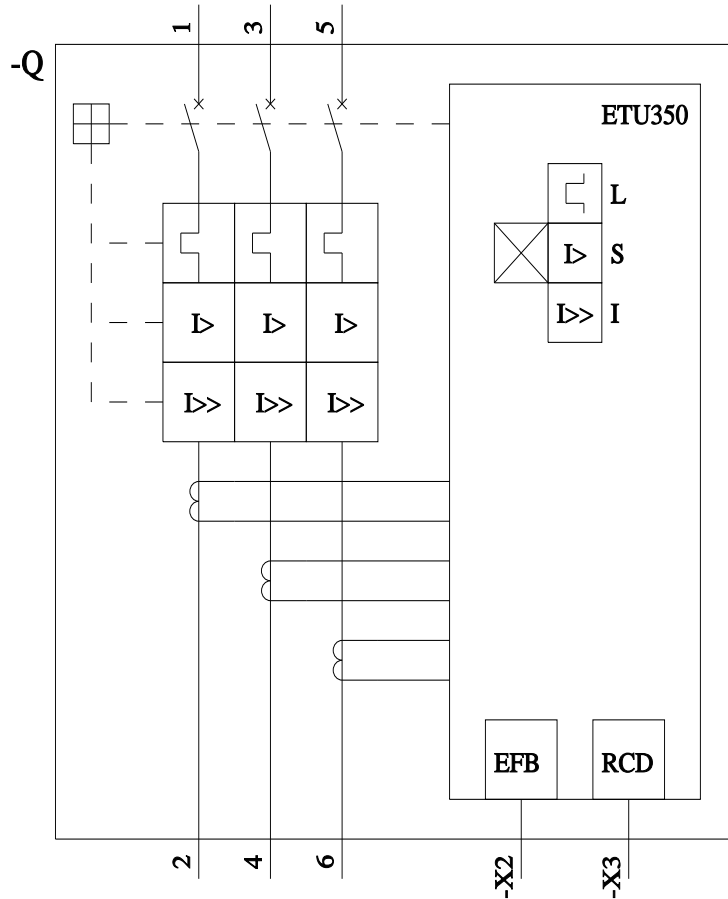 1 3 5
-Q
ETU350
L
I> S
I>> I
I> I> I>
I>> I>> I>>
EFB RCD
2 4 6 -X2 -X3